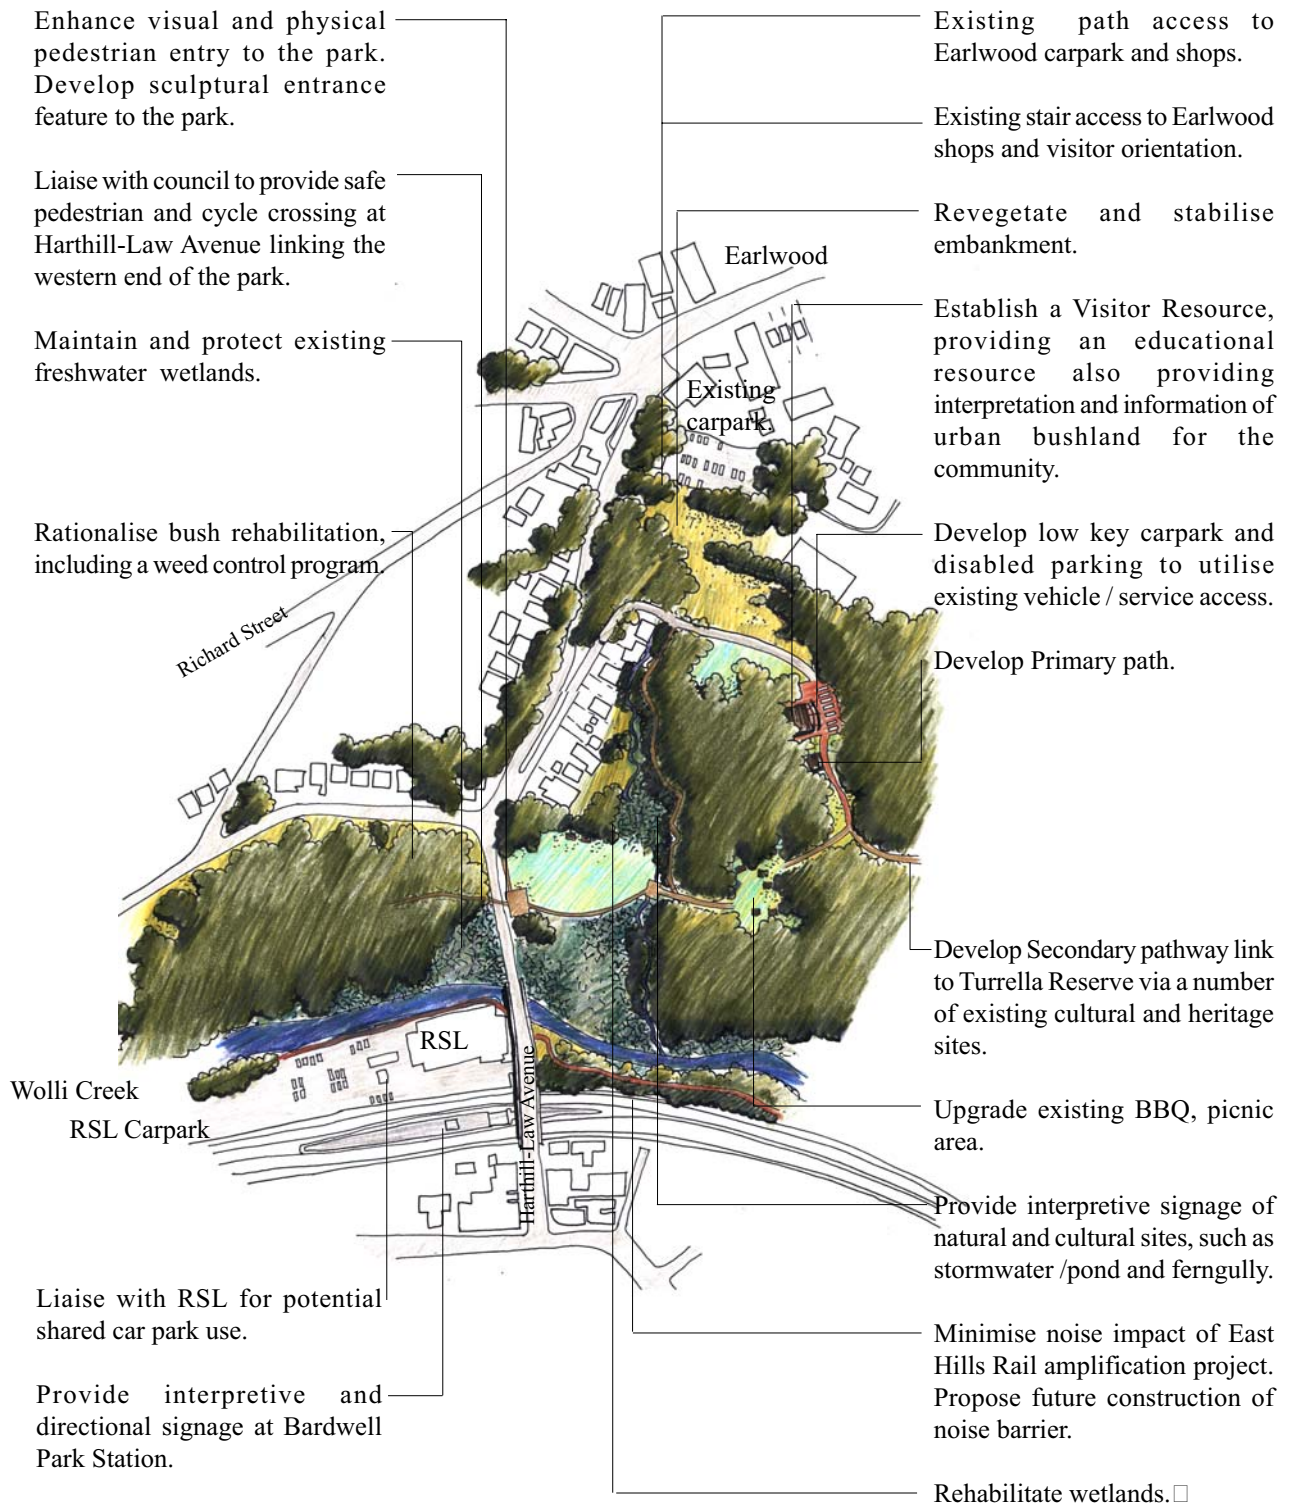 Enhance visual and physical
pedestrian entry to the park.
Develop sculptural entrance
feature to the park.
Liaise with council to provide safe
pedestrian and cycle crossing at
Harthill-Law Avenue linking the
western end of the park.
Maintain and protect existing
freshwater wetlands.
Rationalise bush rehabilitation,
including a weed control program.
Richard Street
Earlwood
Existing
carpark.
RSL
Harthill-Law Avenue
Wolli Creek
RSL Carpark
Liaise with RSL for potential
shared car park use.
Provide interpretive and
directional signage at Bardwell
Park Station.
Existing path access to
Earlwood carpark and shops.
Existing stair access to Earlwood
shops and visitor orientation.
Revegetate and stabilise
embankment.
Establish a Visitor Resource,
providing an educational
resource also providing
interpretation and information of
urban bushland for the
community.
Develop low key carpark and
disabled parking to utilise
existing vehicle / service access.
Develop Primary path.
Develop Secondary pathway link
to Turrella Reserve via a number
of existing cultural and heritage
sites.
Upgrade existing BBQ, picnic
area.
Provide interpretive signage of
natural and cultural sites, such as
stormwater /pond and ferngully.
Minimise noise impact of East
Hills Rail amplification project.
Propose future construction of
noise barrier.
Rehabilitate wetlands.□